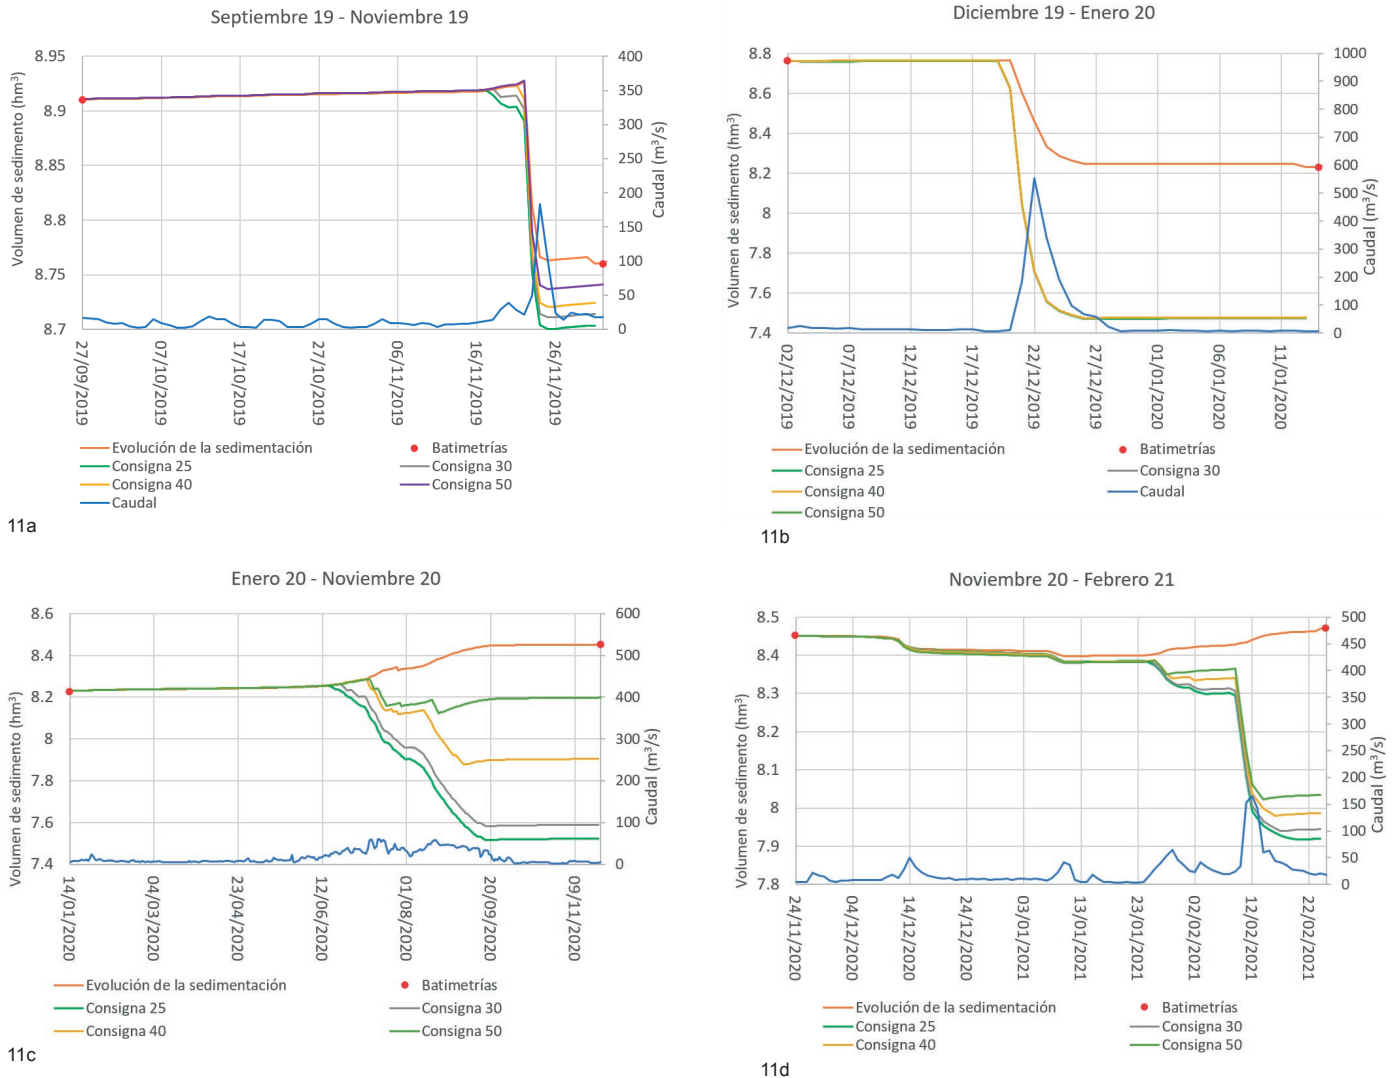 Septiembre 19 - Noviembre 19
Volumen de sedimento (hm³)
8.95
8.9
8.85
8.8
8.75
8.7
400
350
300
250
200
150
100
50
0
Caudal (m³/s)
27/09/2019
07/10/2019
17/10/2019
27/10/2019
06/11/2019
16/11/2019
26/11/2019
Evolución de la sedimentación
Batimetrías
Consigna 25
Consigna 30
Consigna 40
Consigna 50
Caudal
11a
Diciembre 19 - Enero 20
Volumen de sedimento (hm³)
8.8
8.6
8.4
8.2
8
7.8
7.6
7.4
1000
900
800
700
600
500
400
300
200
100
0
Caudal (m³/s)
02/12/2019
07/12/2019
12/12/2019
17/12/2019
22/12/2019
27/12/2019
01/01/2020
06/01/2020
11/01/2020
Evolución de la sedimentación
Batimetrías
Consigna 25
Consigna 30
Consigna 40
Caudal
Consigna 50
11b
Enero 20 - Noviembre 20
Volumen de sedimento (hm³)
8.6
8.4
8.2
8
7.8
7.6
7.4
600
500
400
300
200
100
0
Caudal (m³/s)
14/01/2020
04/03/2020
23/04/2020
12/06/2020
01/08/2020
20/09/2020
09/11/2020
Evolución de la sedimentación
Batimetrías
Consigna 25
Consigna 30
Consigna 40
Consigna 50
11c
Noviembre 20 - Febrero 21
Volumen de sedimento (hm³)
8.5
8.4
8.3
8.2
8.1
8
7.9
7.8
500
450
400
350
300
250
200
150
100
50
0
Caudal (m³/s)
24/11/2020
04/12/2020
14/12/2020
24/12/2020
03/01/2021
13/01/2021
23/01/2021
02/02/2021
12/02/2021
22/02/2021
Evolución de la sedimentación
Batimetrías
Consigna 25
Consigna 30
Consigna 40
Consigna 50
11d